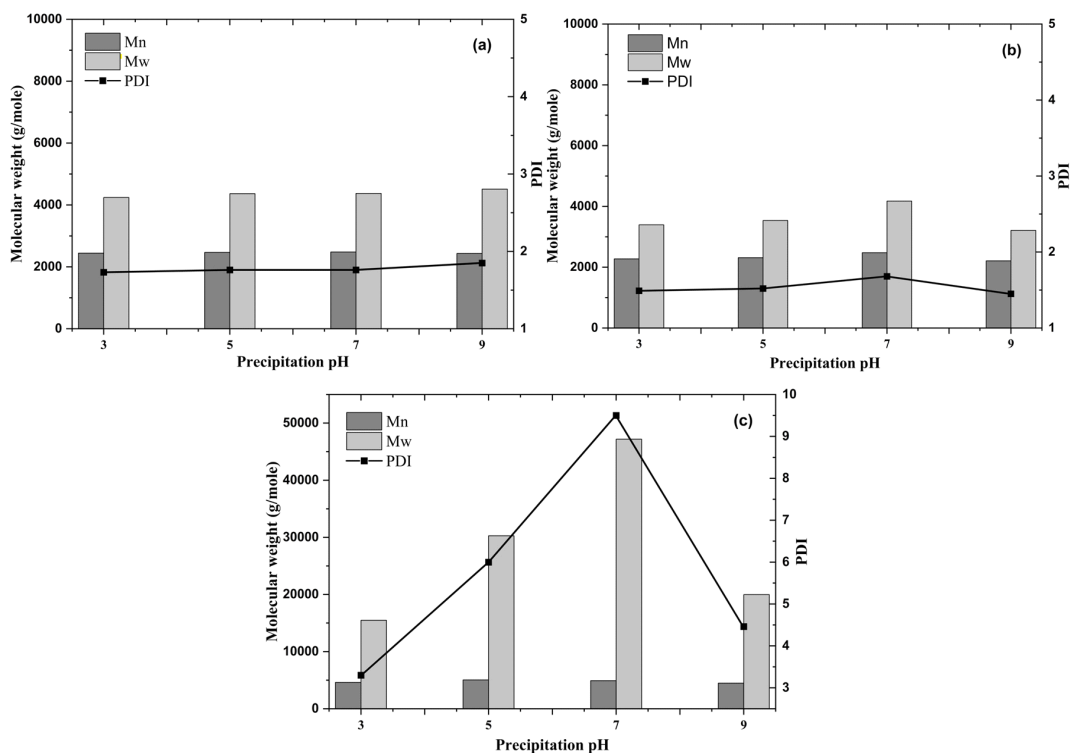 (a)
Mn
Mw
PDI
10000
8000
6000
4000
2000
0
5
4
3
2
1
3
5
7
9
Molecular weight (g/mole)
PDI
Precipitation pH
(b)
Mn
Mw
PDI
10000
8000
6000
4000
2000
0
5
4
3
2
1
3
5
7
9
Molecular weight (g/mole)
PDI
Precipitation pH
(c)
Mn
Mw
PDI
50000
40000
30000
20000
10000
0
10
9
8
7
6
5
4
3
3
5
7
9
Molecular weight (g/mole)
PDI
Precipitation pH